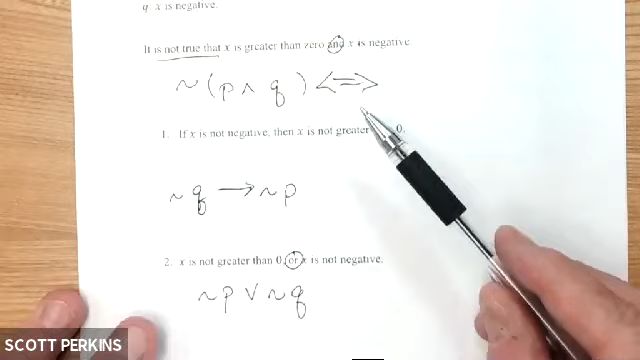 q: x is negative.
It is not true that x is greater than zero and x is negative.
~(p ∧ q) <=>
1. If x is not negative, then x is not greater 0.
~q → ~p
2. x is not greater than 0 or x is not negative.
~p ∨ ~q
SCOTT PERKINS